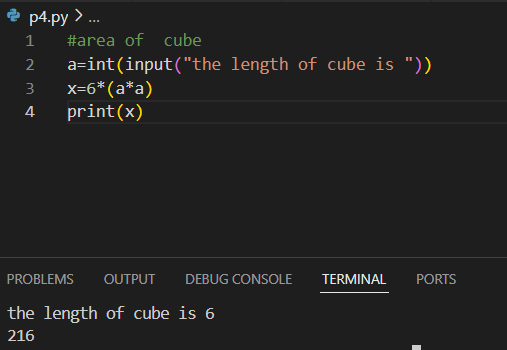 p4.py > ...
1 #area of  cube
2 a=int(input("the length of cube is "))
3 x=6*(a*a)
4 print(x)
PROBLEMS OUTPUT DEBUG CONSOLE TERMINAL PORTS
the length of cube is 6
216